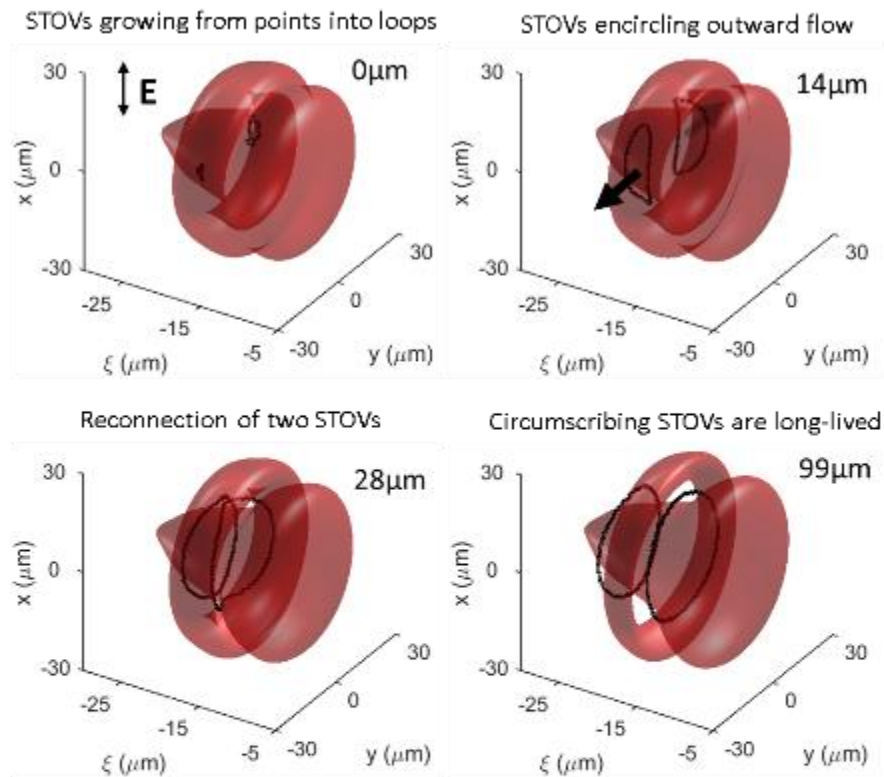 STOVs growing from points into loops
STOVs encircling outward flow
30
0μm
E
x (μm)
0
-30
-25
-15
-5
ξ (μm)
-30
0
30
y (μm)
30
14μm
x (μm)
0
-30
-25
-15
-5
ξ (μm)
-30
0
30
y (μm)
Reconnection of two STOVs
Circumscribing STOVs are long-lived
30
28μm
x (μm)
0
-30
-25
-15
-5
ξ (μm)
-30
0
30
y (μm)
30
99μm
x (μm)
0
-30
-25
-15
-5
ξ (μm)
-30
0
30
y (μm)